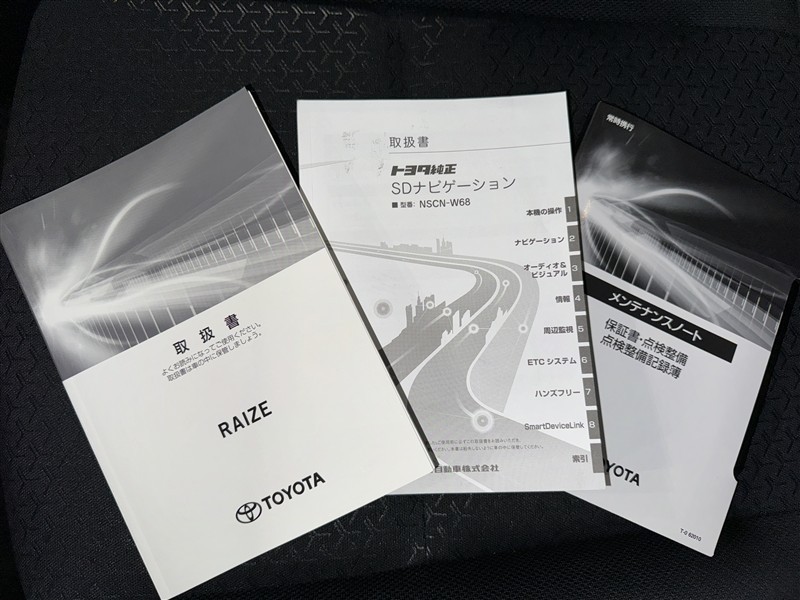 取扱書
よくお読みになってご使用ください。
取扱書は車の中に保管しましょう。
RAIZE
TOYOTA
取扱書
トヨタ純正
SDナビゲーション
■ 型番: NSCN-W68
本機の操作 1
ナビゲーション 2
オーディオ&
ビジュアル 3
情報 4
周辺監視 5
ETCシステム 6
ハンズフリー 7
SmartDeviceLink 8
索引
自動車株式会社
常時携行
メンテナンスノート
保証書・点検整備
点検整備記録簿
YOTA
T-0 62010